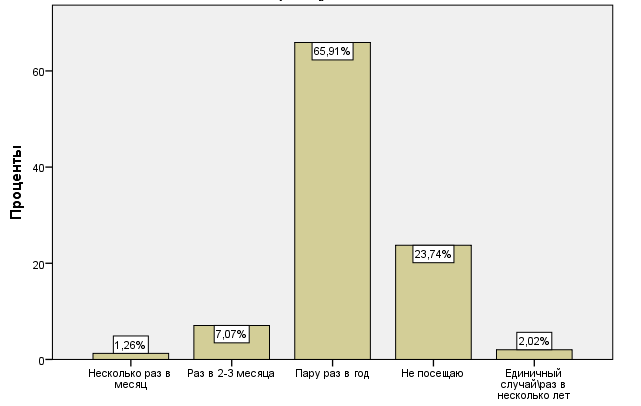 Проценты
60
40
20
0
65,91%
23,74%
7,07%
1,26%
2,02%
Несколько раз в
месяц
Раз в 2-3 месяца
Пару раз в год
Не посещаю
Единичный
случай\раз в
несколько лет